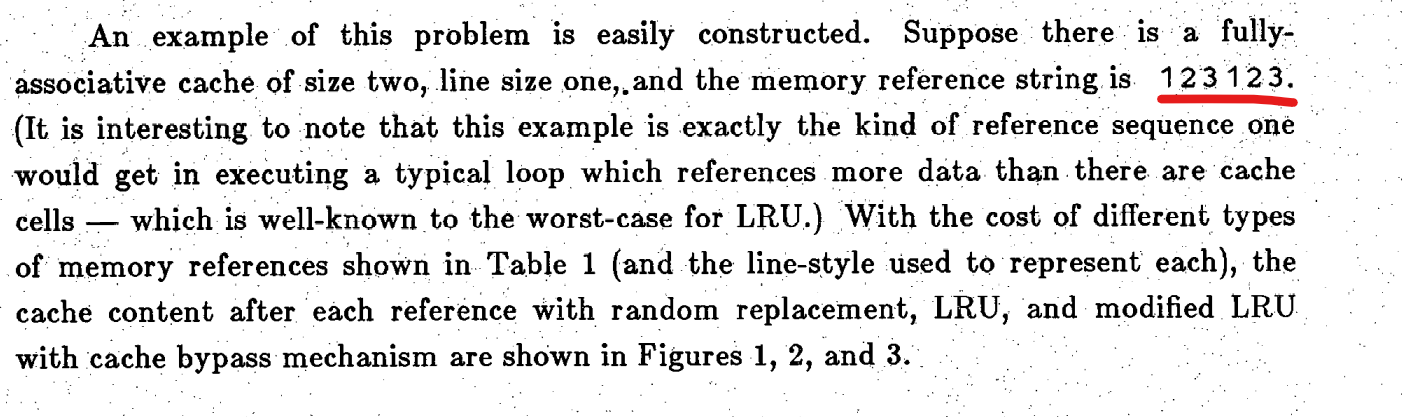 An example of this problem is easily constructed. Suppose there is a fully-
associative cache of size two, line size one, and the memory reference string is 1 2 3 1 2 3.
(It is interesting to note that this example is exactly the kind of reference sequence one
would get in executing a typical loop which references more data than there are cache
cells — which is well-known to the worst-case for LRU.) With the cost of different types
of memory references shown in Table 1 (and the line-style used to represent each), the
cache content after each reference with random replacement, LRU, and modified LRU
with cache bypass mechanism are shown in Figures 1, 2, and 3.